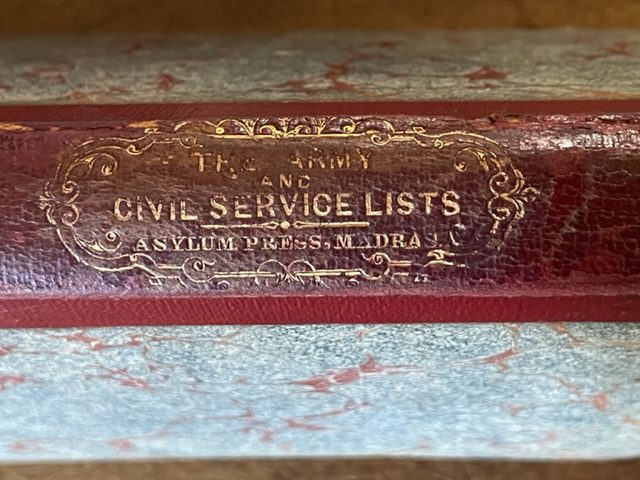 THE ARMY
AND
CIVIL SERVICE LISTS
ASYLUM PRESS, MADRAS